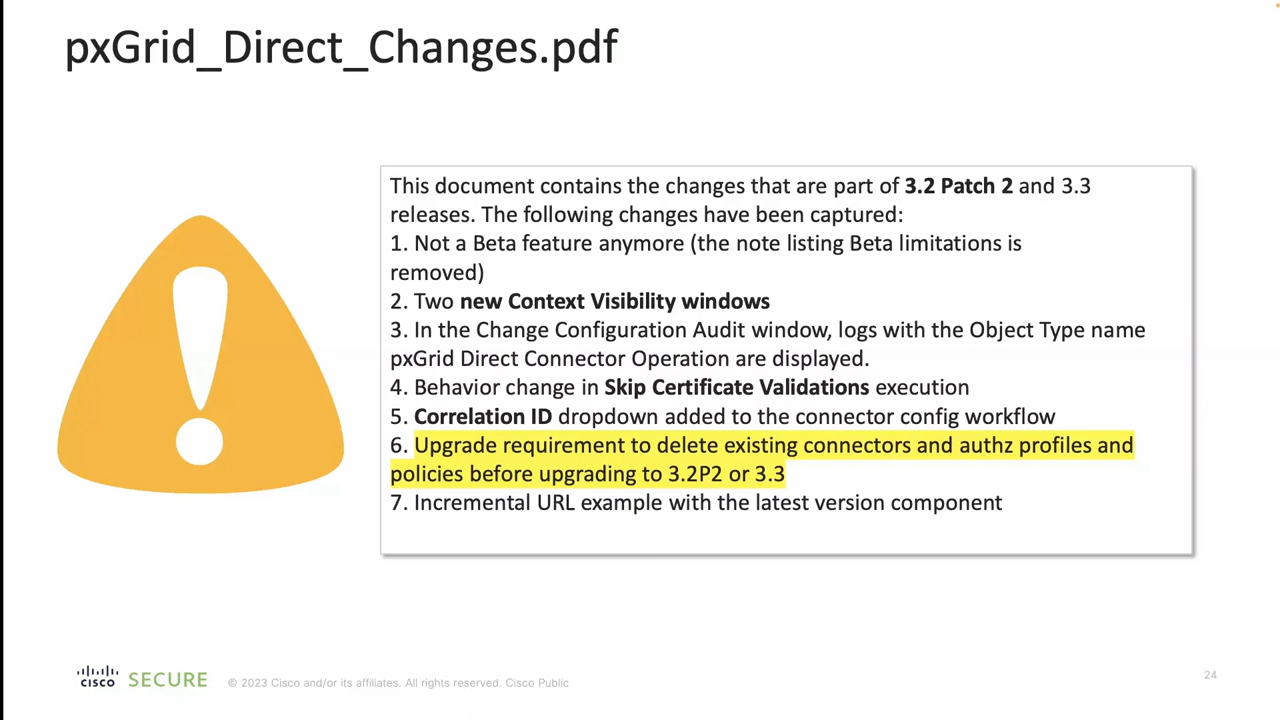 pxGrid_Direct_Changes.pdf
This document contains the changes that are part of 3.2 Patch 2 and 3.3
releases. The following changes have been captured:
1. Not a Beta feature anymore (the note listing Beta limitations is
removed)
2. Two new Context Visibility windows
3. In the Change Configuration Audit window, logs with the Object Type name
pxGrid Direct Connector Operation are displayed.
4. Behavior change in Skip Certificate Validations execution
5. Correlation ID dropdown added to the connector config workflow
6. Upgrade requirement to delete existing connectors and authz profiles and
policies before upgrading to 3.2P2 or 3.3
7. Incremental URL example with the latest version component
CISCO SECURE © 2023 Cisco and/or its affiliates. All rights reserved. Cisco Public
24